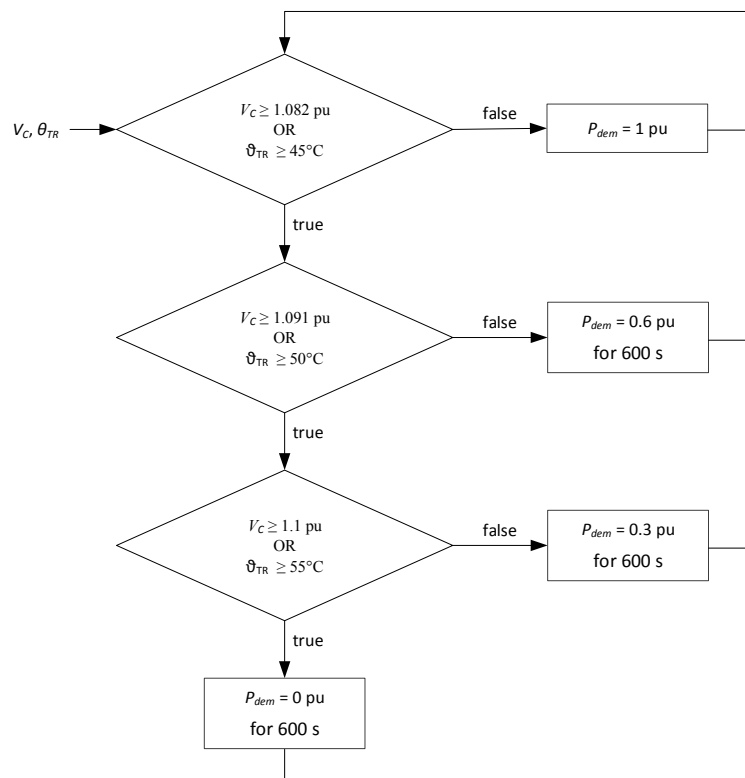 V_C ≥ 1.082 pu
OR
ϑ_TR ≥ 45°C
V_C, θ_TR
false
P_dem = 1 pu
true
V_C ≥ 1.091 pu
OR
ϑ_TR ≥ 50°C
false
P_dem = 0.6 pu
for 600 s
true
V_C ≥ 1.1 pu
OR
ϑ_TR ≥ 55°C
false
P_dem = 0.3 pu
for 600 s
true
P_dem = 0 pu
for 600 s